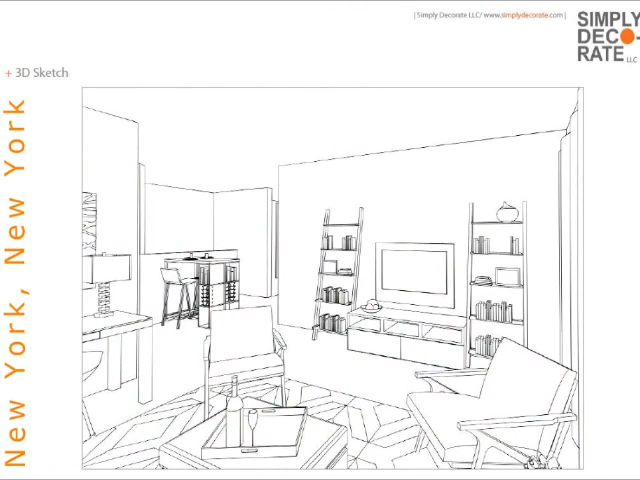 | Simply Decorate LLC/ www.simplydecorate.com |
SIMPLY
DECO-
RATE LLC
+ 3D Sketch
New York, New York